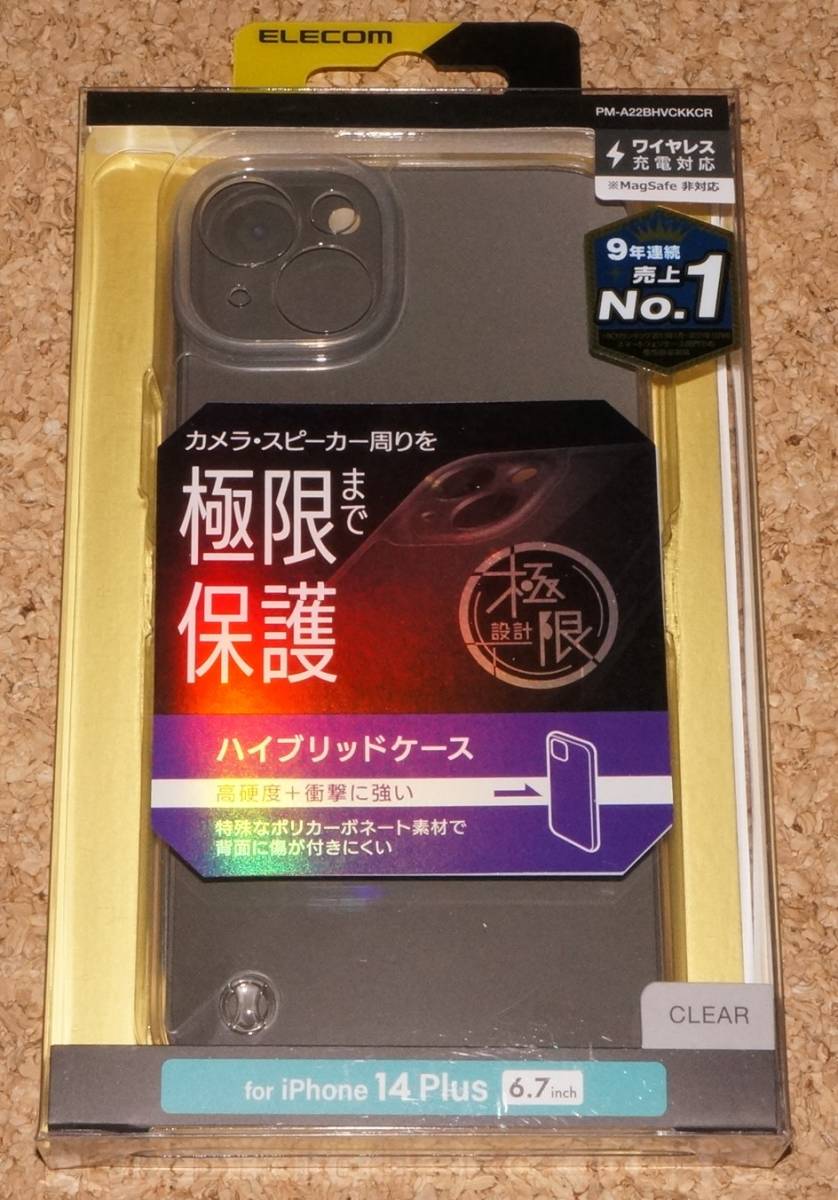 ELECOM
PM-A22BHVCKKCR
ワイヤレス
充電対応
※MagSafe 非対応
9年連続
売上
No.1
カメラ・スピーカー周りを
極限まで
保護
極限
設計
ハイブリッドケース
高硬度+衝撃に強い
特殊なポリカーボネート素材で
背面に傷が付きにくい
CLEAR
for iPhone 14 Plus 6.7inch